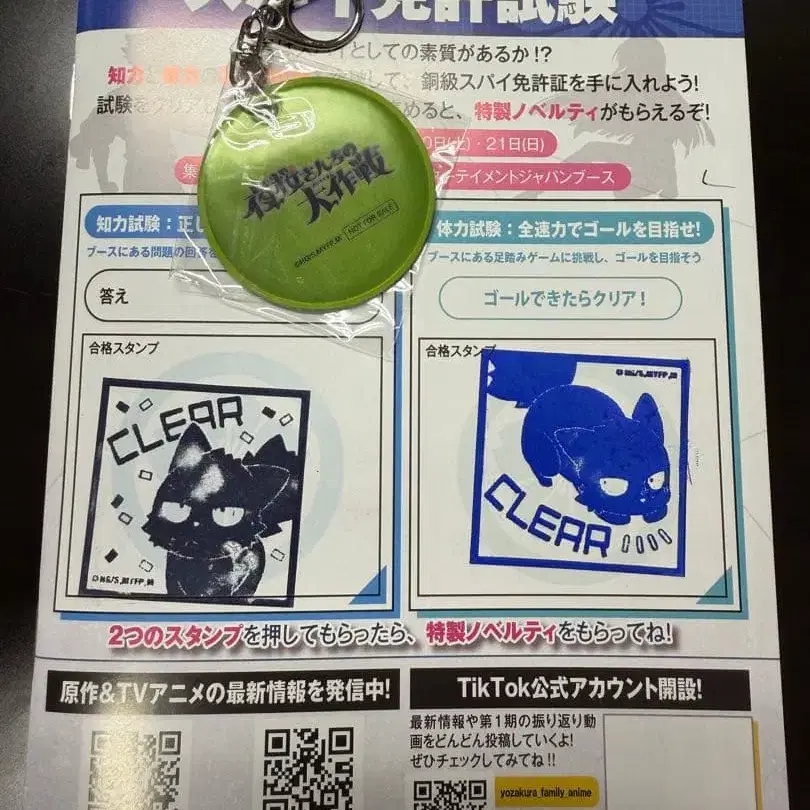 スパイ免許試験
としての素質があるか!?
知力
して、銅級スパイ免許証を手に入れよう!
試験をクリア
めると、特製ノベルティがもらえるぞ!
日(土)・21日(日)
集
ーテイメントジャパンブース
夜桜さんちの
大作戦
©HG/S,MYFP,M
NOT FOR SALE
知力試験:正し
ブースにある問題の回答を
答え
合格スタンプ
CLEAR
©HG/S,MYFP,M
体力試験:全速力でゴールを目指せ!
ブースにある足踏みゲームに挑戦し、ゴールを目指そう
ゴールできたらクリア!
合格スタンプ
©HG/S,MYFP,M
CLEAR
2つのスタンプを押してもらったら、特製ノベルティをもらってね!
原作&TVアニメの最新情報を発信中!
TikTok公式アカウント開設!
最新情報や第1期の振り返り動
画をどんどん投稿していくよ!
ぜひチェックしてみてね!!
yozakura_family_anime